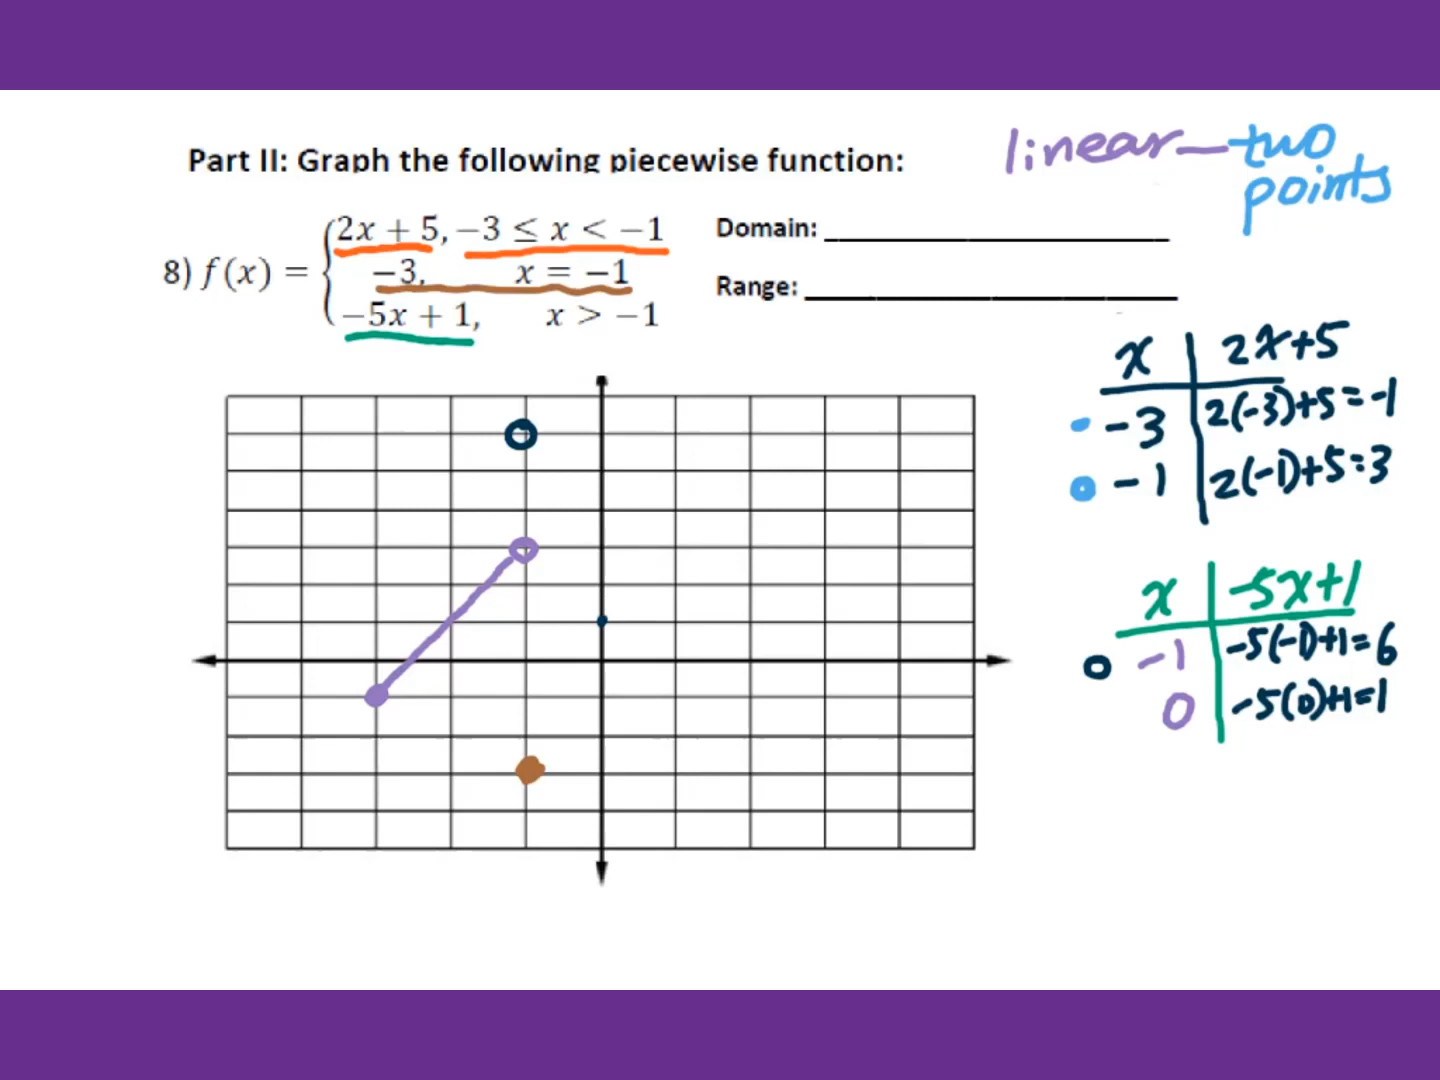 linear—two
points
Part II: Graph the following piecewise function:
8) f(x) = { 2x + 5, −3 ≤ x < −1
−3, x = −1
−5x + 1, x > −1
Domain: ____________________
Range: ____________________
x | 2x+5
-3 | 2(-3)+5=-1
-1 | 2(-1)+5=3
x | -5x+1
-1 | -5(-1)+1=6
0 | -5(0)+1=1